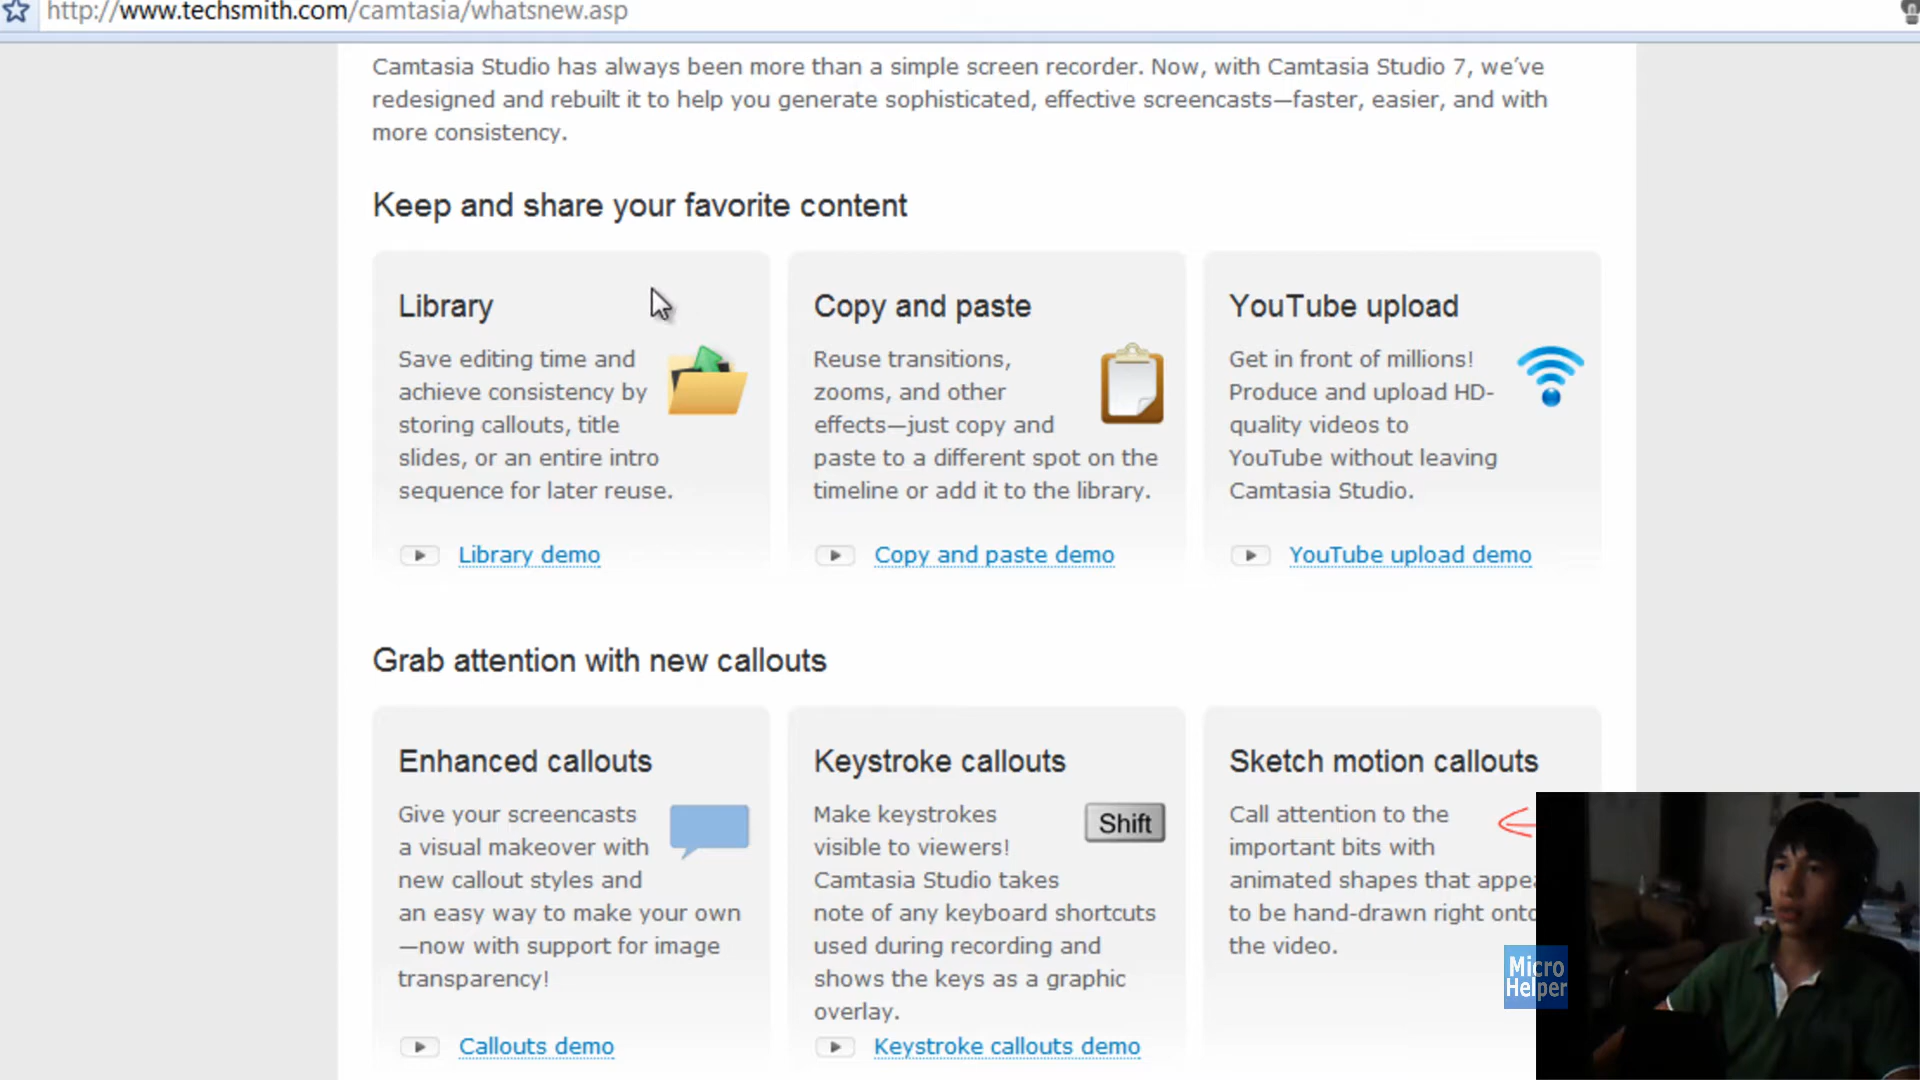 http://www.techsmith.com/camtasia/whatsnew.asp
Camtasia Studio has always been more than a simple screen recorder. Now, with Camtasia Studio 7, we've
redesigned and rebuilt it to help you generate sophisticated, effective screencasts—faster, easier, and with
more consistency.
Keep and share your favorite content
Library
Save editing time and
achieve consistency by
storing callouts, title
slides, or an entire intro
sequence for later reuse.
Library demo
Copy and paste
Reuse transitions,
zooms, and other
effects—just copy and
paste to a different spot on the
timeline or add it to the library.
Copy and paste demo
YouTube upload
Get in front of millions!
Produce and upload HD-
quality videos to
YouTube without leaving
Camtasia Studio.
YouTube upload demo
Grab attention with new callouts
Enhanced callouts
Give your screencasts
a visual makeover with
new callout styles and
an easy way to make your own
—now with support for image
transparency!
Callouts demo
Keystroke callouts
Make keystrokes
visible to viewers!
Camtasia Studio takes
note of any keyboard shortcuts
used during recording and
shows the keys as a graphic
overlay.
Shift
Keystroke callouts demo
Sketch motion callouts
Call attention to the
important bits with
animated shapes that appe
to be hand-drawn right onto
the video.
Micro
Helper